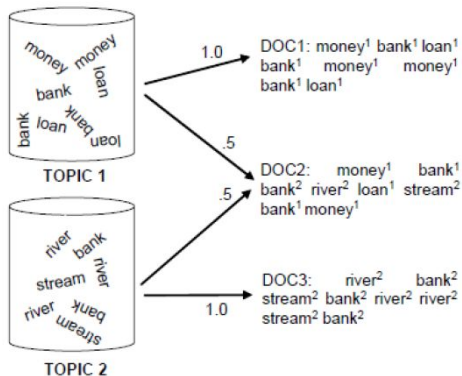 money
money
loan
bank
bank
loan
bank
loan
TOPIC 1
river
bank
river
stream
river
bank
stream
TOPIC 2
1.0
.5
.5
1.0
DOC1: money¹ bank¹ loan¹
bank¹ money¹ money¹
bank¹ loan¹
DOC2: money¹ bank¹
bank² river² loan¹ stream²
bank¹ money¹
DOC3: river² bank²
stream² bank² river² river²
stream² bank²